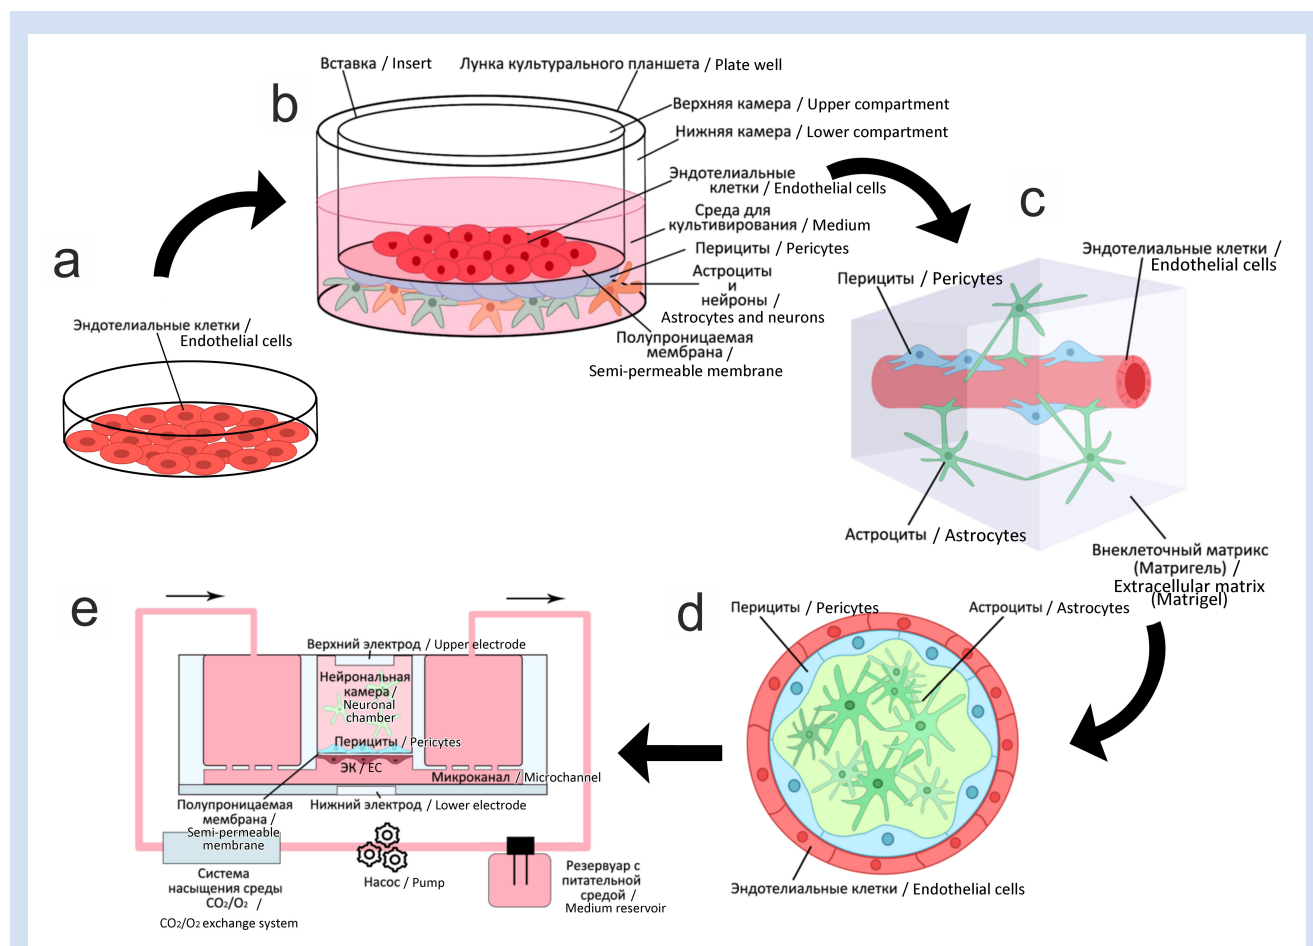 a
Эндотелиальные клетки /
Endothelial cells
b
Вставка / Insert
Лунка культурального планшета / Plate well
Верхняя камера / Upper compartment
Нижняя камера / Lower compartment
Эндотелиальные
клетки / Endothelial cells
Среда для
культивирования / Medium
Перициты / Pericytes
Астроциты
и
нейроны /
Astrocytes and neurons
Полупроницаемая
мембрана /
Semi-permeable membrane
c
Эндотелиальные клетки /
Endothelial cells
Перициты / Pericytes
Астроциты / Astrocytes
Внеклеточный матрикс
(Матригель) /
Extracellular matrix
(Matrigel)
d
Перициты / Pericytes
Астроциты / Astrocytes
Эндотелиальные клетки / Endothelial cells
e
Верхний электрод / Upper electrode
Нейрональная
камера /
Neuronal
chamber
Перициты / Pericytes
ЭК / EC
Микроканал / Microchannel
Полупроницаемая
мембрана /
Semi-permeable
membrane
Нижний электрод / Lower electrode
Система
насыщения среды
CO2/O2 /
CO2/O2 exchange system
Насос / Pump
Резервуар с
питательной
средой /
Medium reservoir